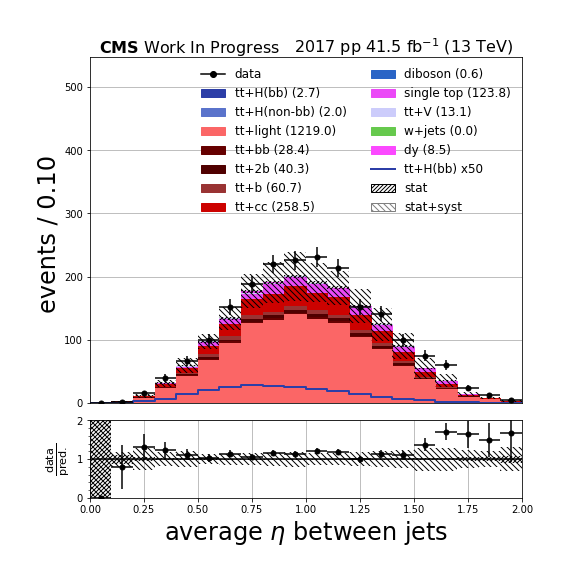 CMS Work In Progress 2017 pp 41.5 fb⁻¹ (13 TeV)
data
tt+H(bb) (2.7)
tt+H(non-bb) (2.0)
tt+light (1219.0)
tt+bb (28.4)
tt+2b (40.3)
tt+b (60.7)
tt+cc (258.5)
diboson (0.6)
single top (123.8)
tt+V (13.1)
w+jets (0.0)
dy (8.5)
tt+H(bb) x50
stat
stat+syst
events / 0.10
500
400
300
200
100
0
data
pred.
2
1
0
0.00 0.25 0.50 0.75 1.00 1.25 1.50 1.75 2.00
average η between jets